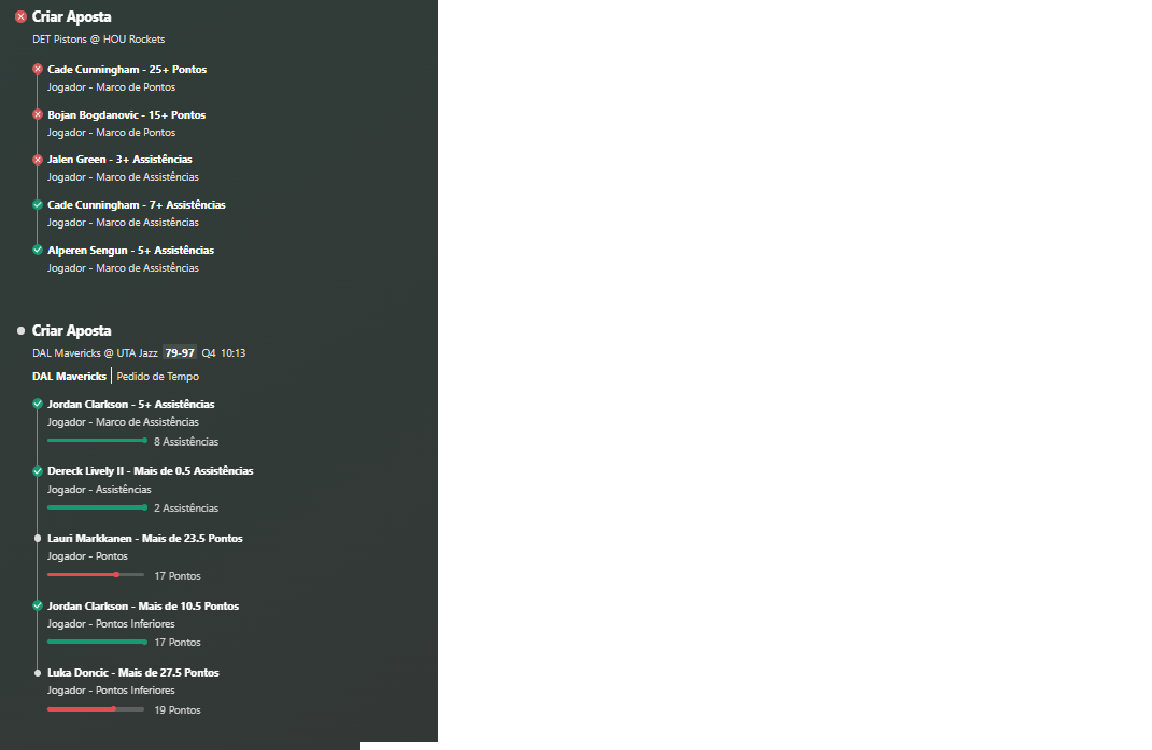 Criar Aposta
DET Pistons @ HOU Rockets
Cade Cunningham - 25+ Pontos
Jogador - Marco de Pontos
Bojan Bogdanovic - 15+ Pontos
Jogador - Marco de Pontos
Jalen Green - 3+ Assistências
Jogador - Marco de Assistências
Cade Cunningham - 7+ Assistências
Jogador - Marco de Assistências
Alperen Sengun - 5+ Assistências
Jogador - Marco de Assistências
Criar Aposta
DAL Mavericks @ UTA Jazz 79-97 Q4 10:13
DAL Mavericks | Pedido de Tempo
Jordan Clarkson - 5+ Assistências
Jogador - Marco de Assistências
8 Assistências
Dereck Lively II - Mais de 0.5 Assistências
Jogador - Assistências
2 Assistências
Lauri Markkanen - Mais de 23.5 Pontos
Jogador - Pontos
17 Pontos
Jordan Clarkson - Mais de 10.5 Pontos
Jogador - Pontos Inferiores
17 Pontos
Luka Doncic - Mais de 27.5 Pontos
Jogador - Pontos Inferiores
19 Pontos